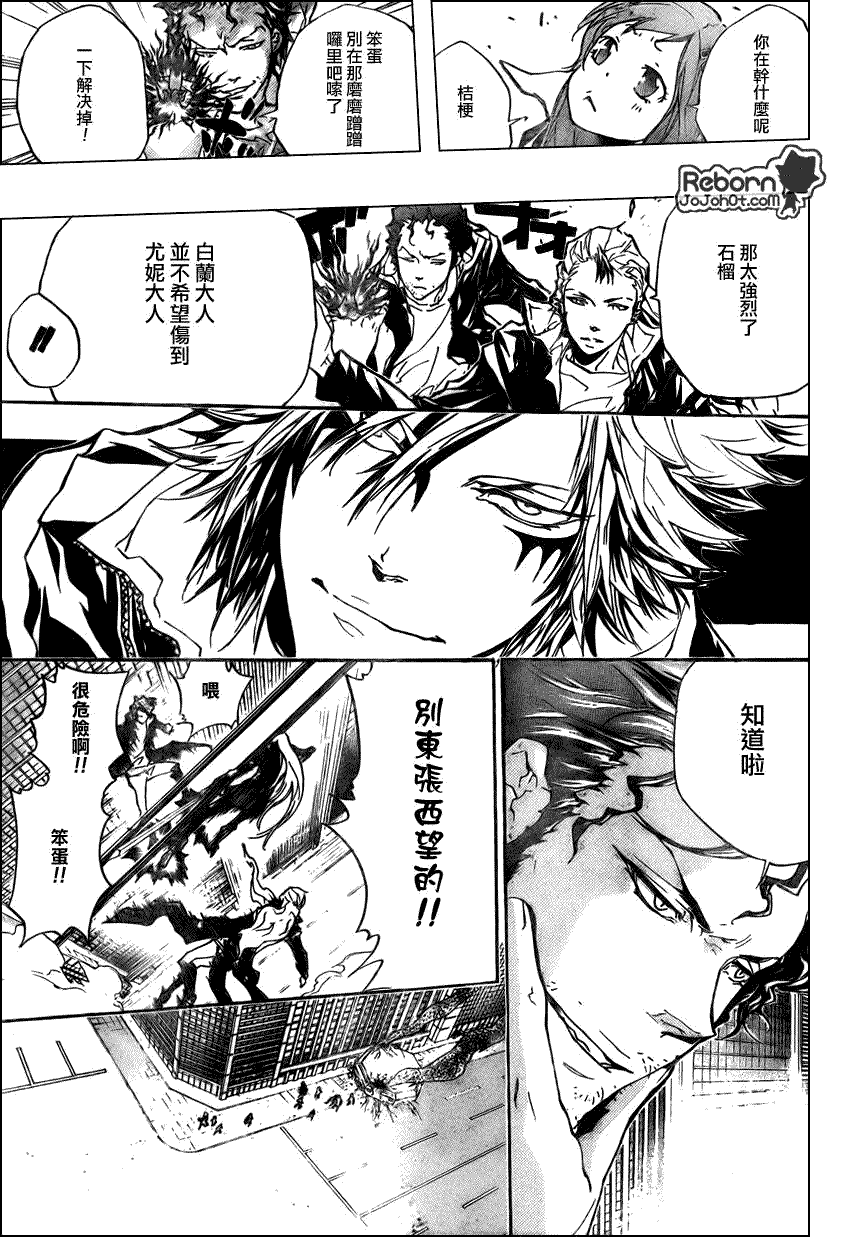 你在幹什麼呢
桔梗
笨蛋
別在那磨磨蹭蹭
囉里吧嗦了
一下解决掉！
Reborn
JoJoHOt.com
那太強烈了
石榴
白蘭大人
並不希望傷到
尤妮大人
知道啦
別東張西望的!!
喂
很危險啊!!
笨蛋!!